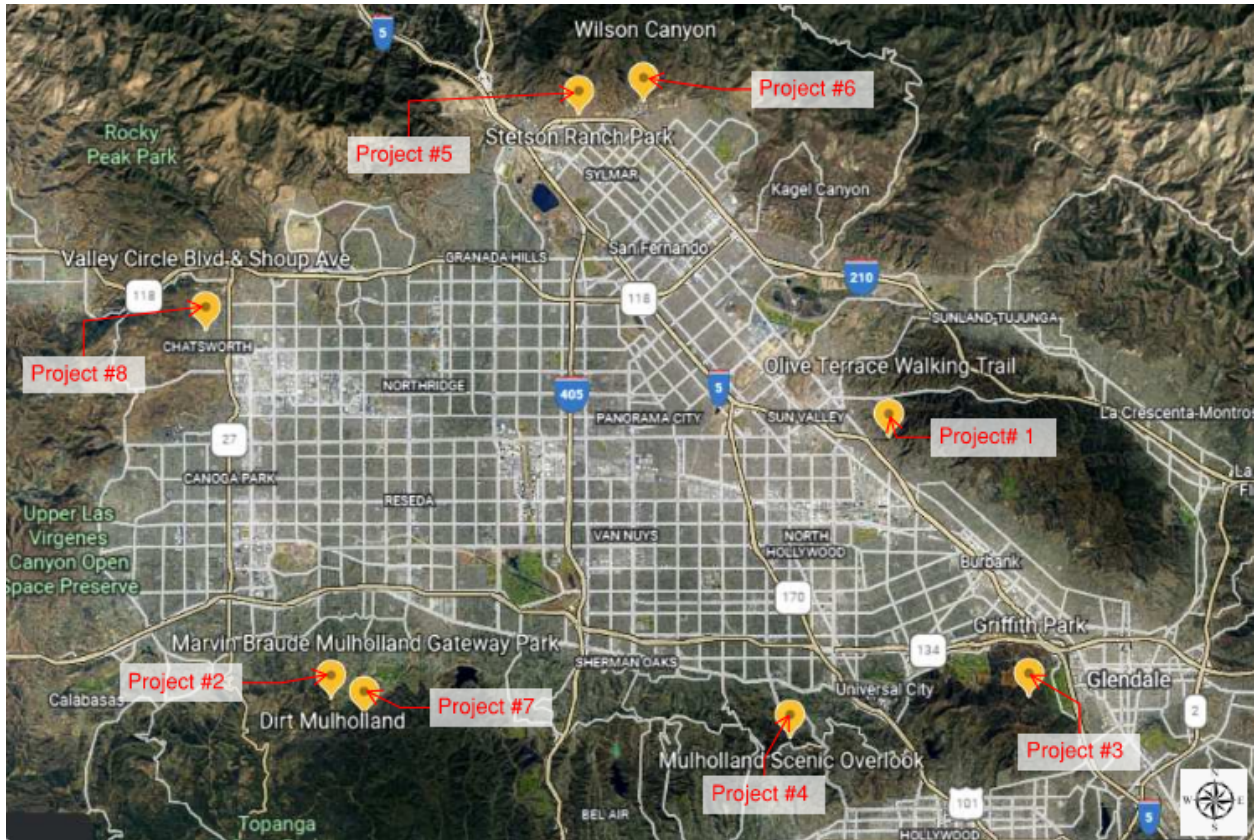 Wilson Canyon
5
Project #6
Rocky
Peak Park
Stetson Ranch Park
Project #5
SYLMAR
Kagel Canyon
San Fernando
Valley Circle Blvd & Shoup Ave
GRANADA HILLS
210
118
118
SUNLAND-TUJUNGA
CHATSWORTH
Project #8
Olive Terrace Walking Trail
NORTHRIDGE
405
5
PANORAMA CITY
SUN VALLEY
La Crescenta-Montros
Project# 1
27
CANOGA PARK
La
F
RESEDA
Upper Las
Virgenes
Canyon Open
Space Preserve
VAN NUYS
NORTH
HOLLYWOOD
Burbank
170
Griffith Park
Marvin Braude Mulholland Gateway Park
134
SHERMAN OAKS
Project #2
Glendale
Universal City
Calabasas
Project #7
2
Dirt Mulholland
Project #3
Mulholland Scenic Overlook
Project #4
N
W
E
S
101
BEL AIR
5
Topanga
HOLLYWOOD